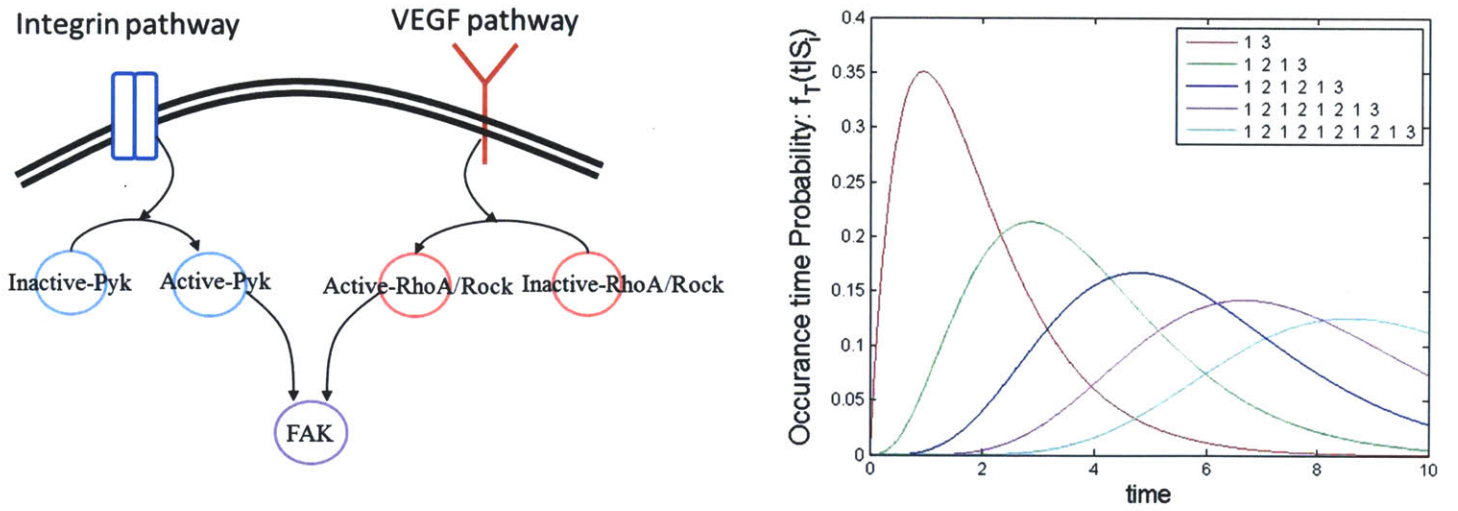 Integrin pathway
VEGF pathway
Inactive-Pyk
Active-Pyk
Active-RhoA/Rock
Inactive-RhoA/Rock
FAK
Occurance time Probability: f_T(t|S_i)
0.4
0.35
0.3
0.25
0.2
0.15
0.1
0.05
0
0 2 4 6 8 10
time
1 3
1 2 1 3
1 2 1 2 1 3
1 2 1 2 1 2 1 3
1 2 1 2 1 2 1 2 1 3